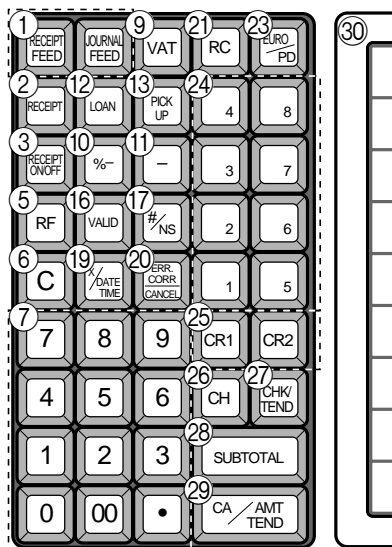 ① ⑨ ㉑ ㉓ ㉚
RECEIPT FEED JOURNAL FEED VAT RC EURO/PD
② ⑫ ⑬ ㉔
RECEIPT LOAN PICK UP 4 8
③ ⑩ ⑪
RECEIPT ON/OFF %− − 3 7
⑤ ⑯ ⑰
RF VALID #/NS 2 6
⑥ ⑲ ⑳
C X/DATE TIME ERR. CORR CANCEL 1 5
⑦ ㉕
7 8 9 CR1 CR2
㉖ ㉗
4 5 6 CH CHK/TEND
㉘
1 2 3 SUBTOTAL
㉙
0 00 • CA/AMT TEND